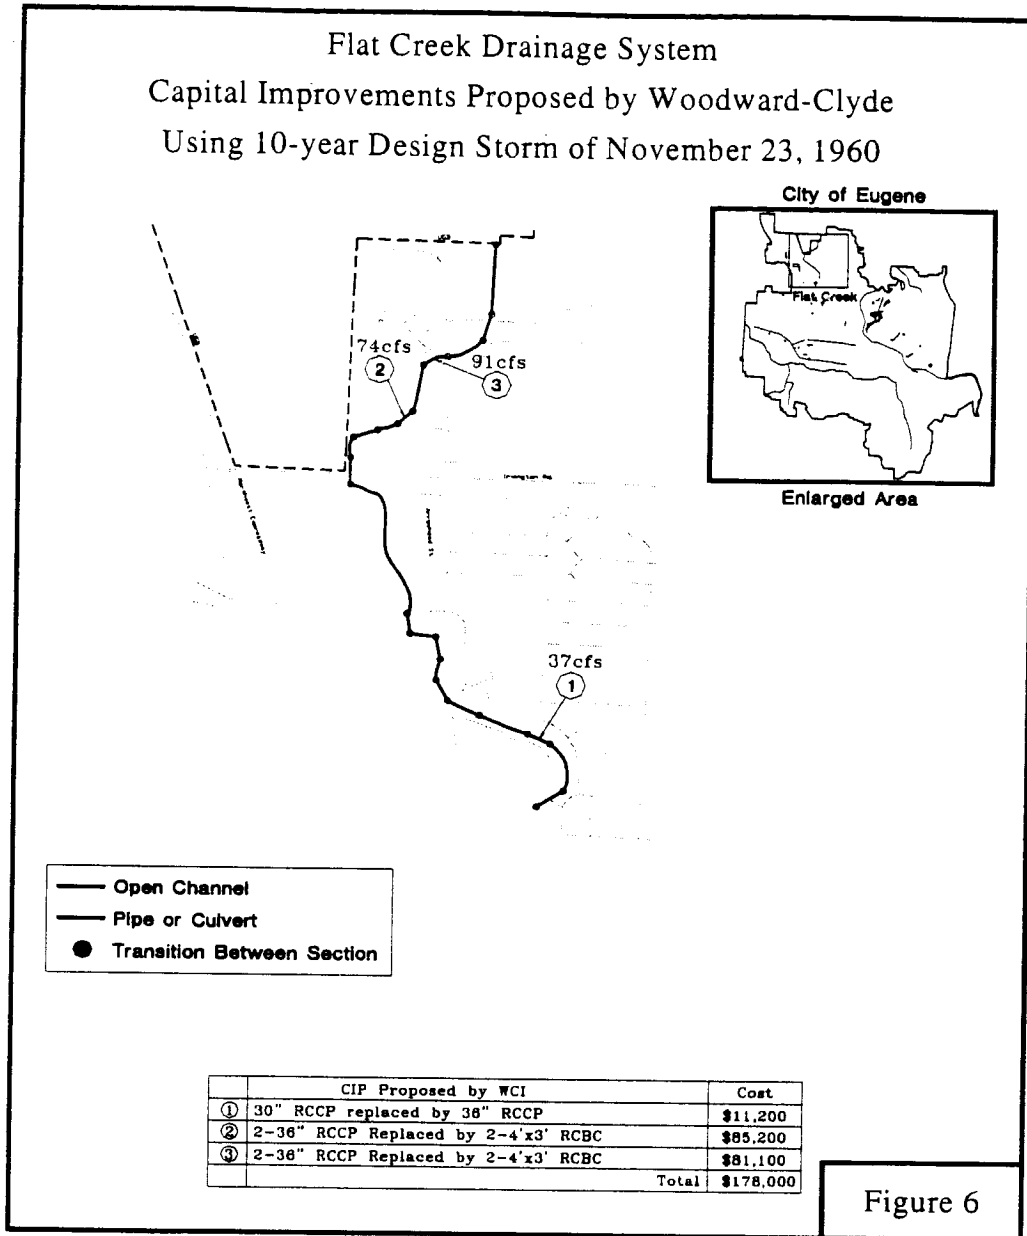 Flat Creek Drainage System
Capital Improvements Proposed by Woodward-Clyde
Using 10-year Design Storm of November 23, 1960
City of Eugene
Flat Creek
Enlarged Area
74cfs
2
91cfs
3
Irvington Rd.
37cfs
1
Open Channel
Pipe or Culvert
Transition Between Section
CIP Proposed by WCI Cost
① 30" RCCP replaced by 36" RCCP $11,200
② 2-36" RCCP Replaced by 2-4'x3' RCBC $85,200
③ 2-36" RCCP Replaced by 2-4'x3' RCBC $81,100
Total $178,000
Figure 6